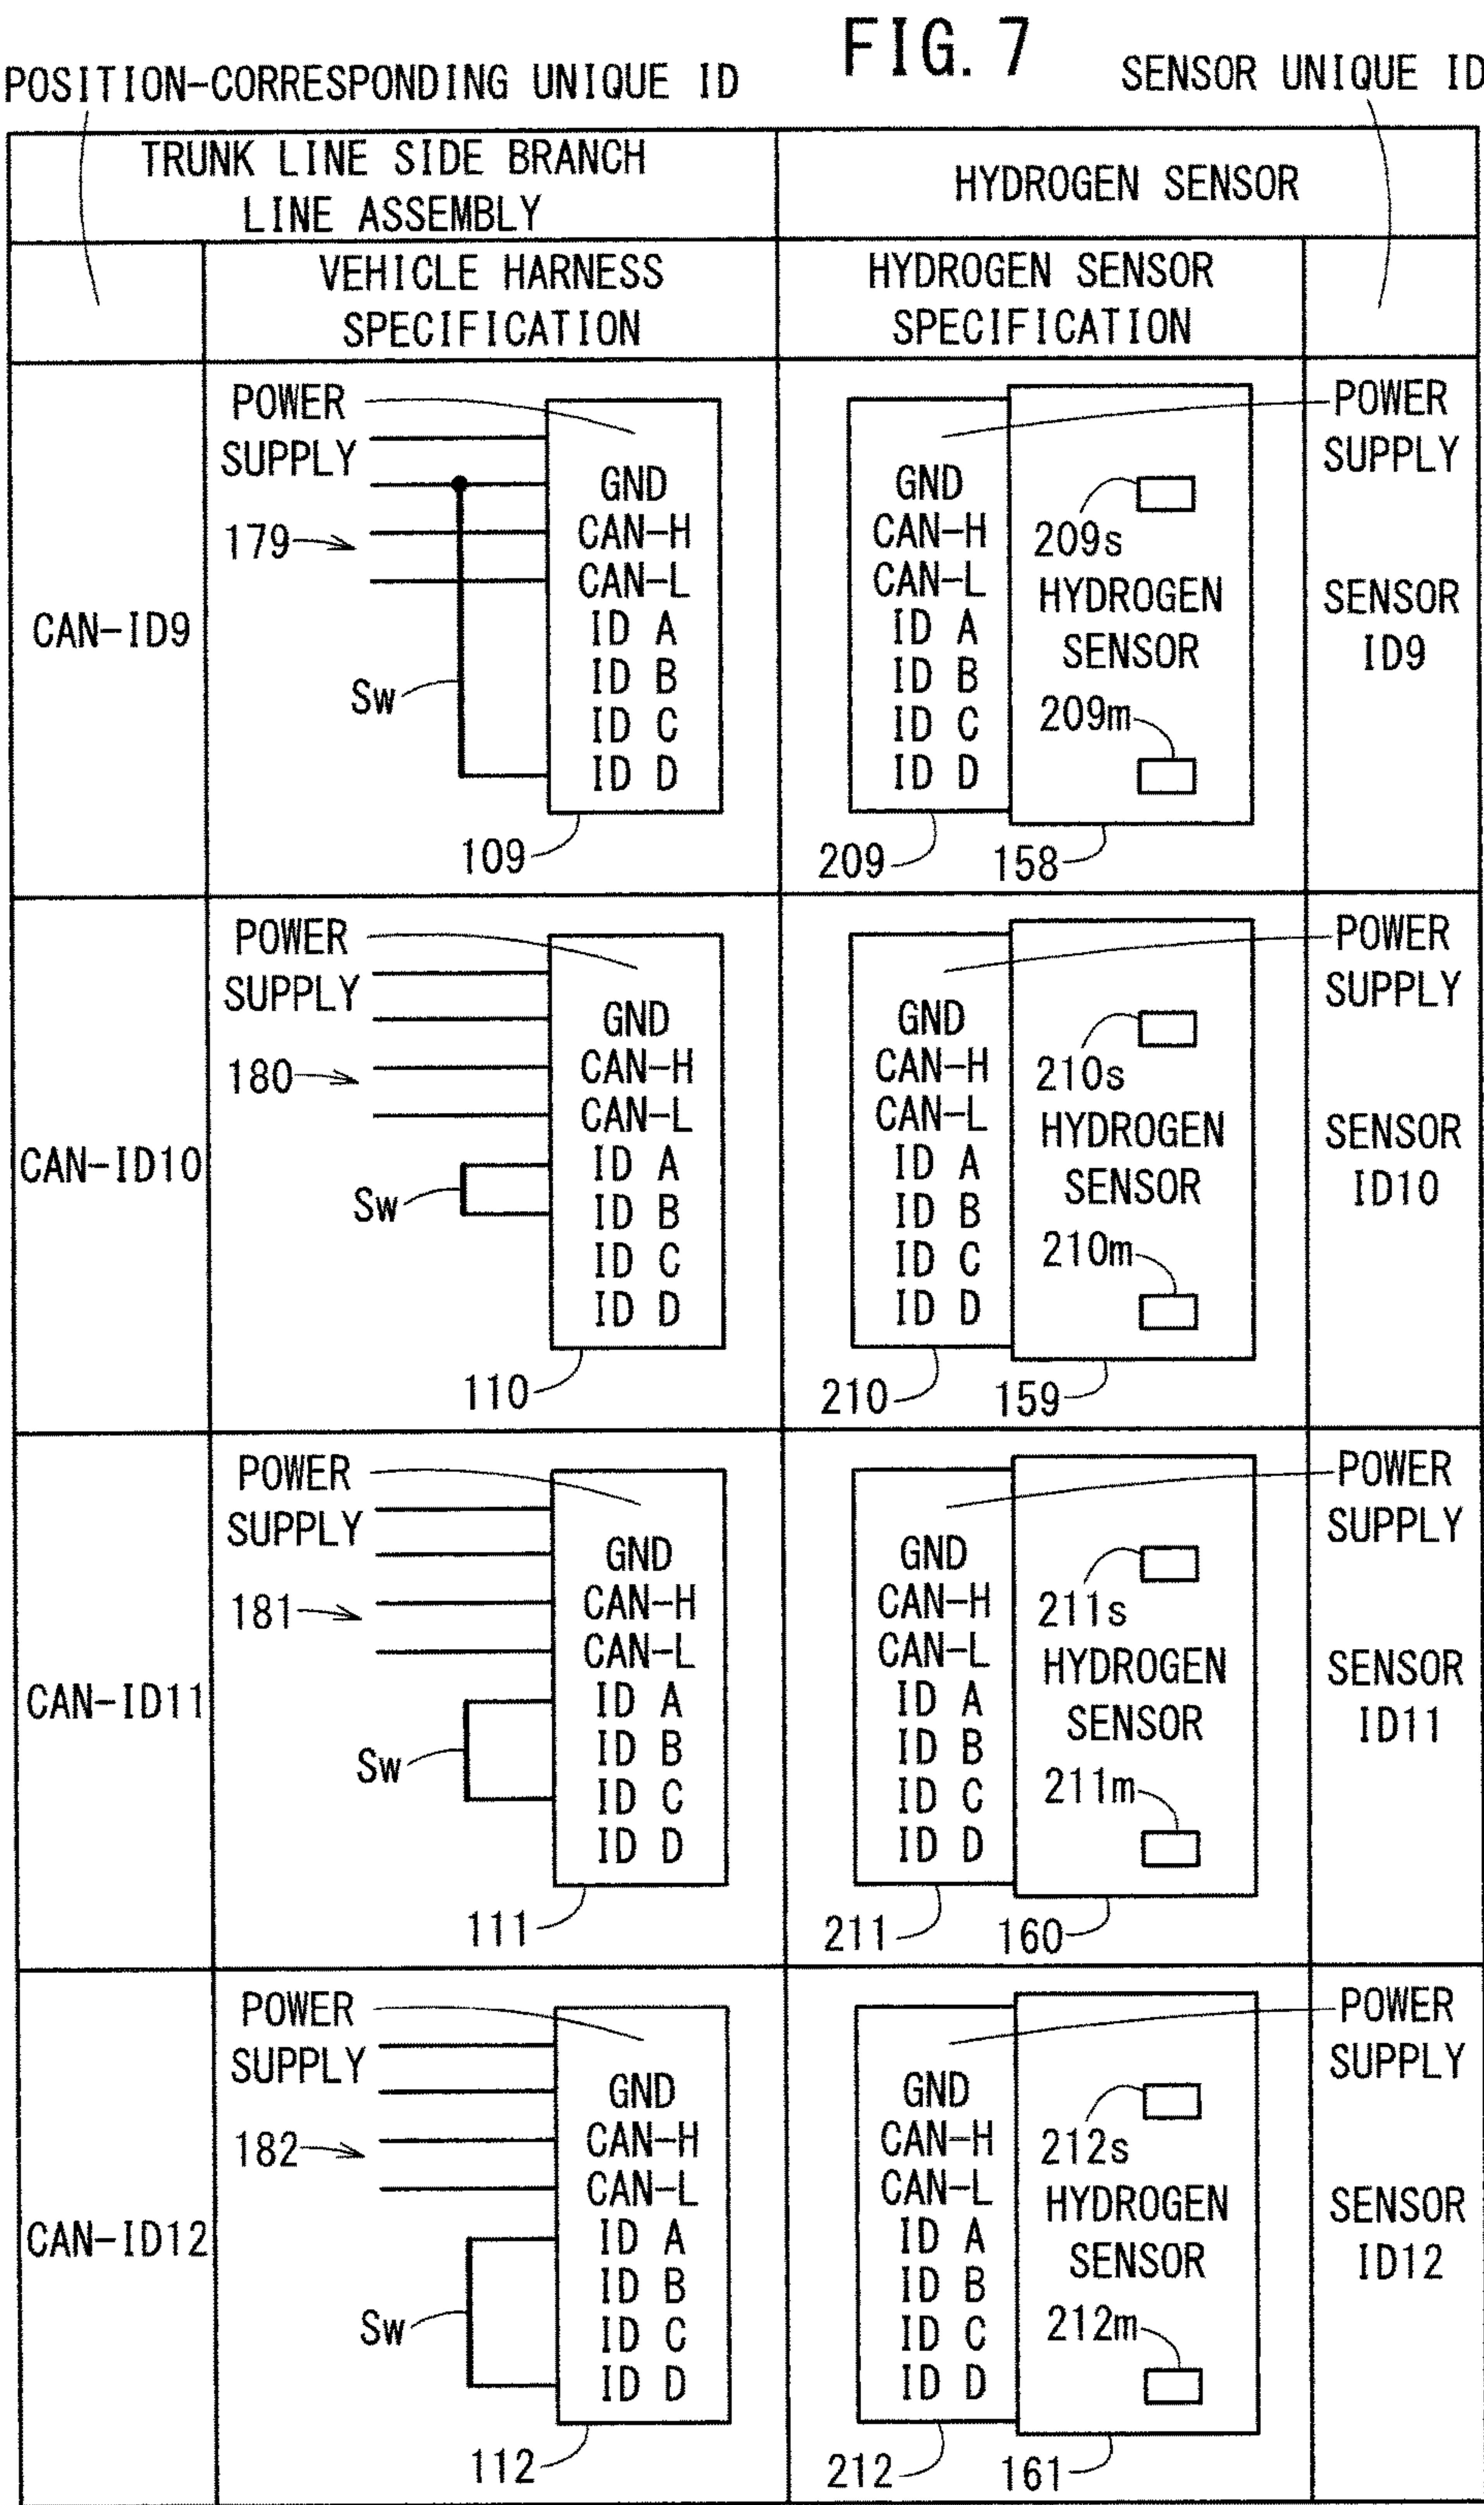 FIG. 7
POSITION-CORRESPONDING UNIQUE ID
SENSOR UNIQUE ID
TRUNK LINE SIDE BRANCH
LINE ASSEMBLY
HYDROGEN SENSOR
VEHICLE HARNESS
SPECIFICATION
HYDROGEN SENSOR
SPECIFICATION
CAN-ID9
POWER
SUPPLY
179
Sw
GND
CAN-H
CAN-L
ID A
ID B
ID C
ID D
109
GND
CAN-H
CAN-L
ID A
ID B
ID C
ID D
209
209s
HYDROGEN
SENSOR
209m
158
POWER
SUPPLY
SENSOR
ID9
CAN-ID10
POWER
SUPPLY
180
Sw
GND
CAN-H
CAN-L
ID A
ID B
ID C
ID D
110
GND
CAN-H
CAN-L
ID A
ID B
ID C
ID D
210
210s
HYDROGEN
SENSOR
210m
159
POWER
SUPPLY
SENSOR
ID10
CAN-ID11
POWER
SUPPLY
181
Sw
GND
CAN-H
CAN-L
ID A
ID B
ID C
ID D
111
GND
CAN-H
CAN-L
ID A
ID B
ID C
ID D
211
211s
HYDROGEN
SENSOR
211m
160
POWER
SUPPLY
SENSOR
ID11
CAN-ID12
POWER
SUPPLY
182
Sw
GND
CAN-H
CAN-L
ID A
ID B
ID C
ID D
112
GND
CAN-H
CAN-L
ID A
ID B
ID C
ID D
212
212s
HYDROGEN
SENSOR
212m
161
POWER
SUPPLY
SENSOR
ID12